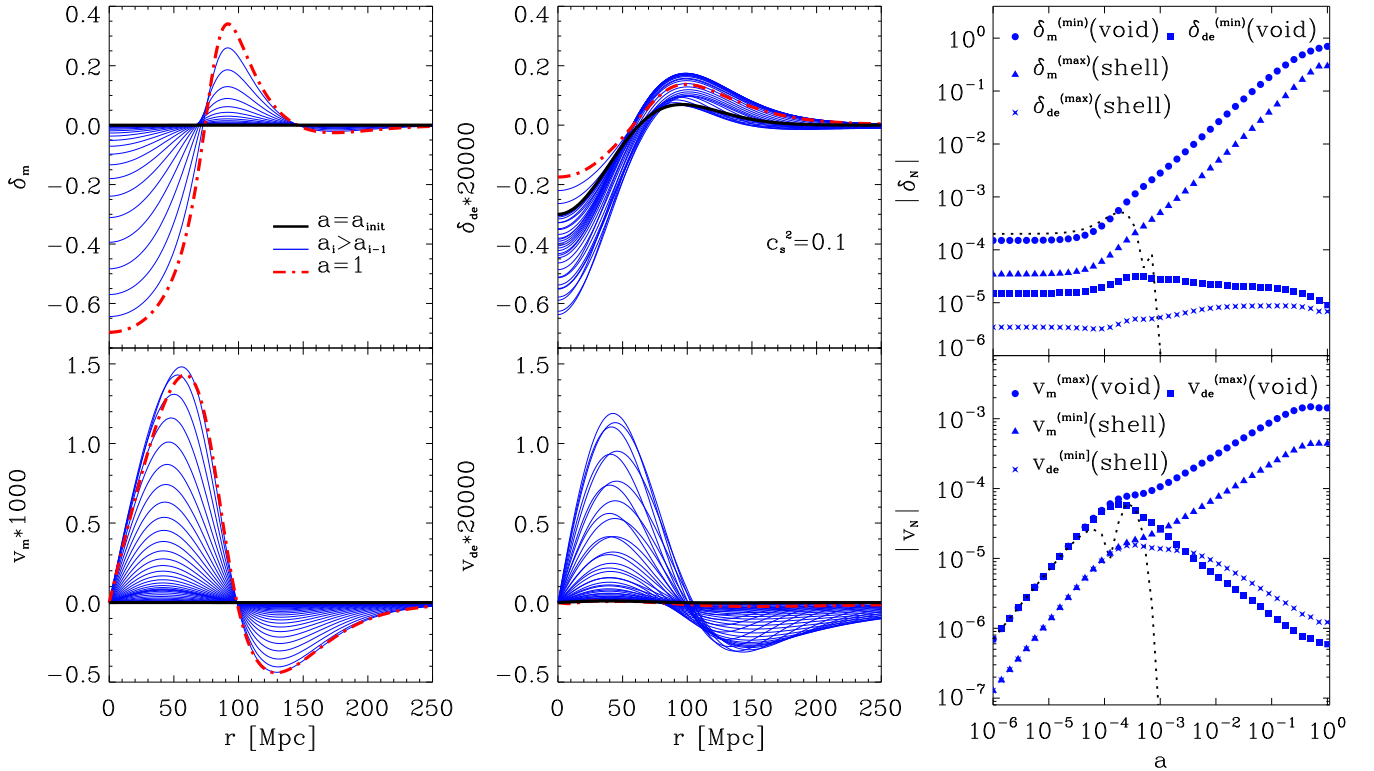 0.4
0.2
0.0
−0.2
−0.4
−0.6
δm
a=ainit
ai>ai−1
a=1
1.5
1.0
0.5
0.0
−0.5
vm*1000
0 50 100 150 200 250
r [Mpc]
0.4
0.2
0.0
−0.2
−0.4
−0.6
δde*20000
cs2=0.1
1.5
1.0
0.5
0.0
−0.5
vde*20000
0 50 100 150 200 250
r [Mpc]
δm(min)(void) δde(min)(void)
δm(max)(shell)
δde(max)(shell)
100
10−1
10−2
10−3
10−4
10−5
10−6
|δN|
vm(max)(void) vde(max)(void)
vm(min](shell)
vde(min](shell)
10−3
10−4
10−5
10−6
10−7
|vN|
10−6 10−5 10−4 10−3 10−2 10−1 100
a